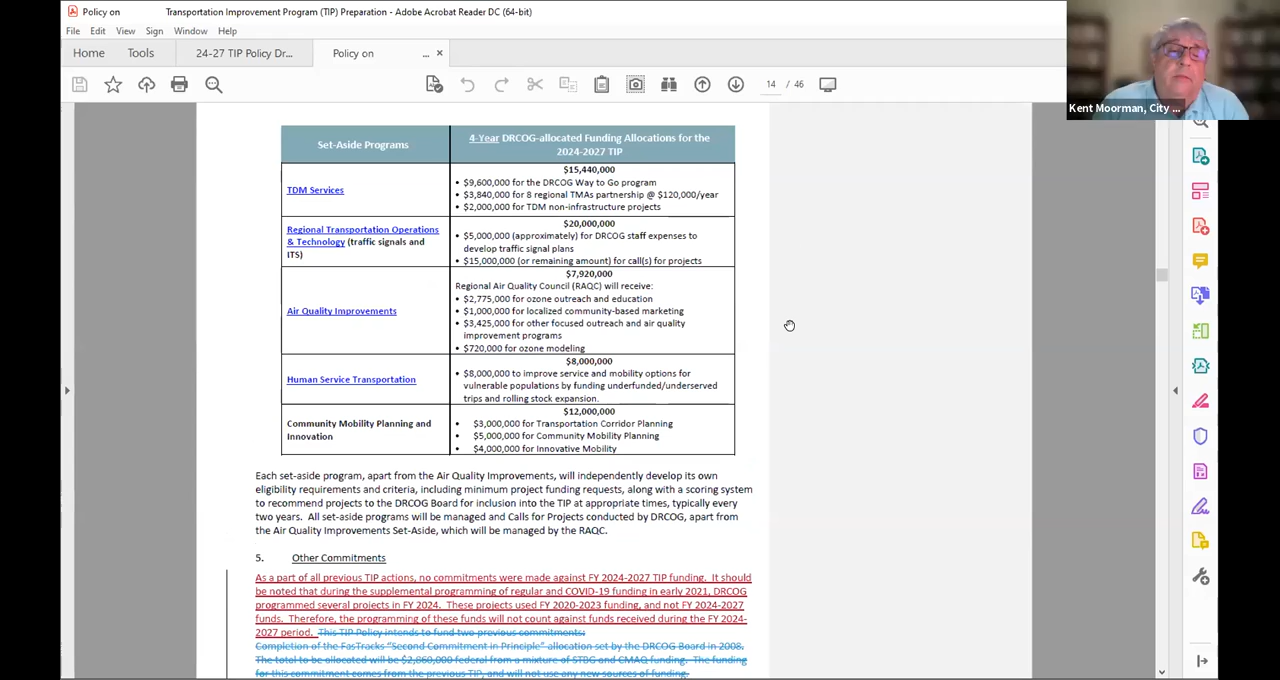 Policy on Transportation Improvement Program (TIP) Preparation - Adobe Acrobat Reader DC (64-bit)
File Edit View Sign Window Help
Home Tools 24-27 TIP Policy Dr... Policy on ... ×
14 / 46
Kent Moorman, City ...
Set-Aside Programs
4-Year DRCOG-allocated Funding Allocations for the
2024-2027 TIP
TDM Services
$15,440,000
• $9,600,000 for the DRCOG Way to Go program
• $3,840,000 for 8 regional TMAs partnership @ $120,000/year
• $2,000,000 for TDM non-infrastructure projects
Regional Transportation Operations
& Technology (traffic signals and
ITS)
$20,000,000
• $5,000,000 (approximately) for DRCOG staff expenses to
develop traffic signal plans
• $15,000,000 (or remaining amount) for call(s) for projects
Air Quality Improvements
$7,920,000
Regional Air Quality Council (RAQC) will receive:
• $2,775,000 for ozone outreach and education
• $1,000,000 for localized community-based marketing
• $3,425,000 for other focused outreach and air quality
improvement programs
• $720,000 for ozone modeling
Human Service Transportation
$8,000,000
• $8,000,000 to improve service and mobility options for
vulnerable populations by funding underfunded/underserved
trips and rolling stock expansion.
Community Mobility Planning and
Innovation
$12,000,000
• $3,000,000 for Transportation Corridor Planning
• $5,000,000 for Community Mobility Planning
• $4,000,000 for Innovative Mobility
Each set-aside program, apart from the Air Quality Improvements, will independently develop its own
eligibility requirements and criteria, including minimum project funding requests, along with a scoring system
to recommend projects to the DRCOG Board for inclusion into the TIP at appropriate times, typically every
two years. All set-aside programs will be managed and Calls for Projects conducted by DRCOG, apart from
the Air Quality Improvements Set-Aside, which will be managed by the RAQC.
5. Other Commitments
As a part of all previous TIP actions, no commitments were made against FY 2024-2027 TIP funding. It should
be noted that during the supplemental programming of regular and COVID-19 funding in early 2021, DRCOG
programmed several projects in FY 2024. These projects used FY 2020-2023 funding, and not FY 2024-2027
funds. Therefore, the programming of these funds will not count against funds received during the FY 2024-
2027 period. This TIP Policy intends to fund two previous commitments:
Completion of the FasTracks "Second Commitment in Principle" allocation set by the DRCOG Board in 2008.
The total to be allocated will be $2,860,000 federal from a mixture of STBG and CMAQ funding. The funding
for this commitment comes from the previous TIP, and will not use any new sources of funding.